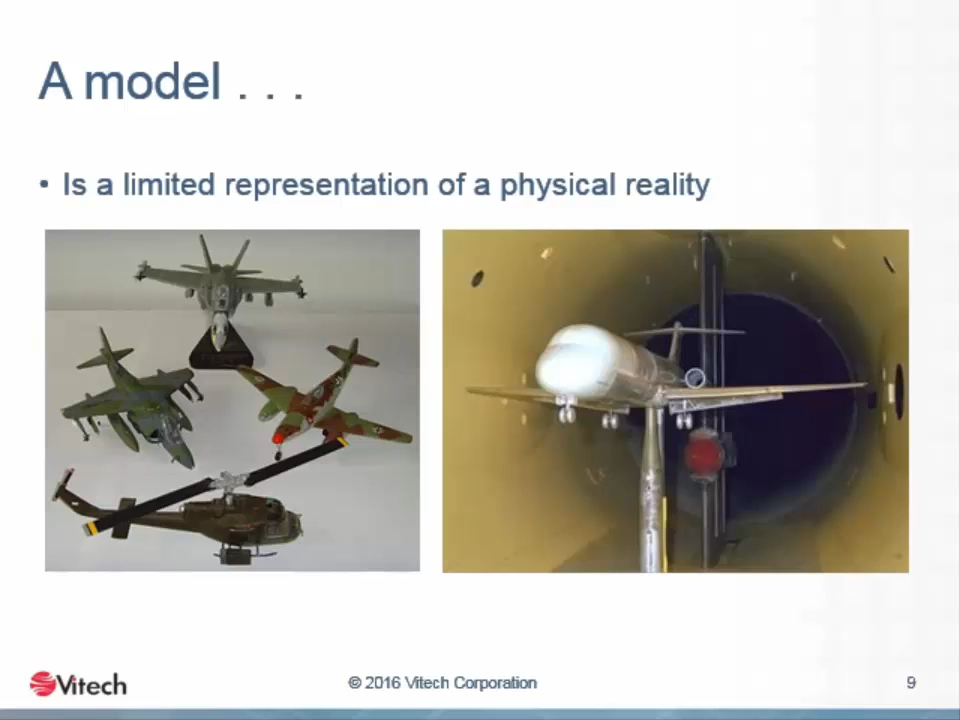 A model . . .
• Is a limited representation of a physical reality
Vitech
© 2016 Vitech Corporation
9